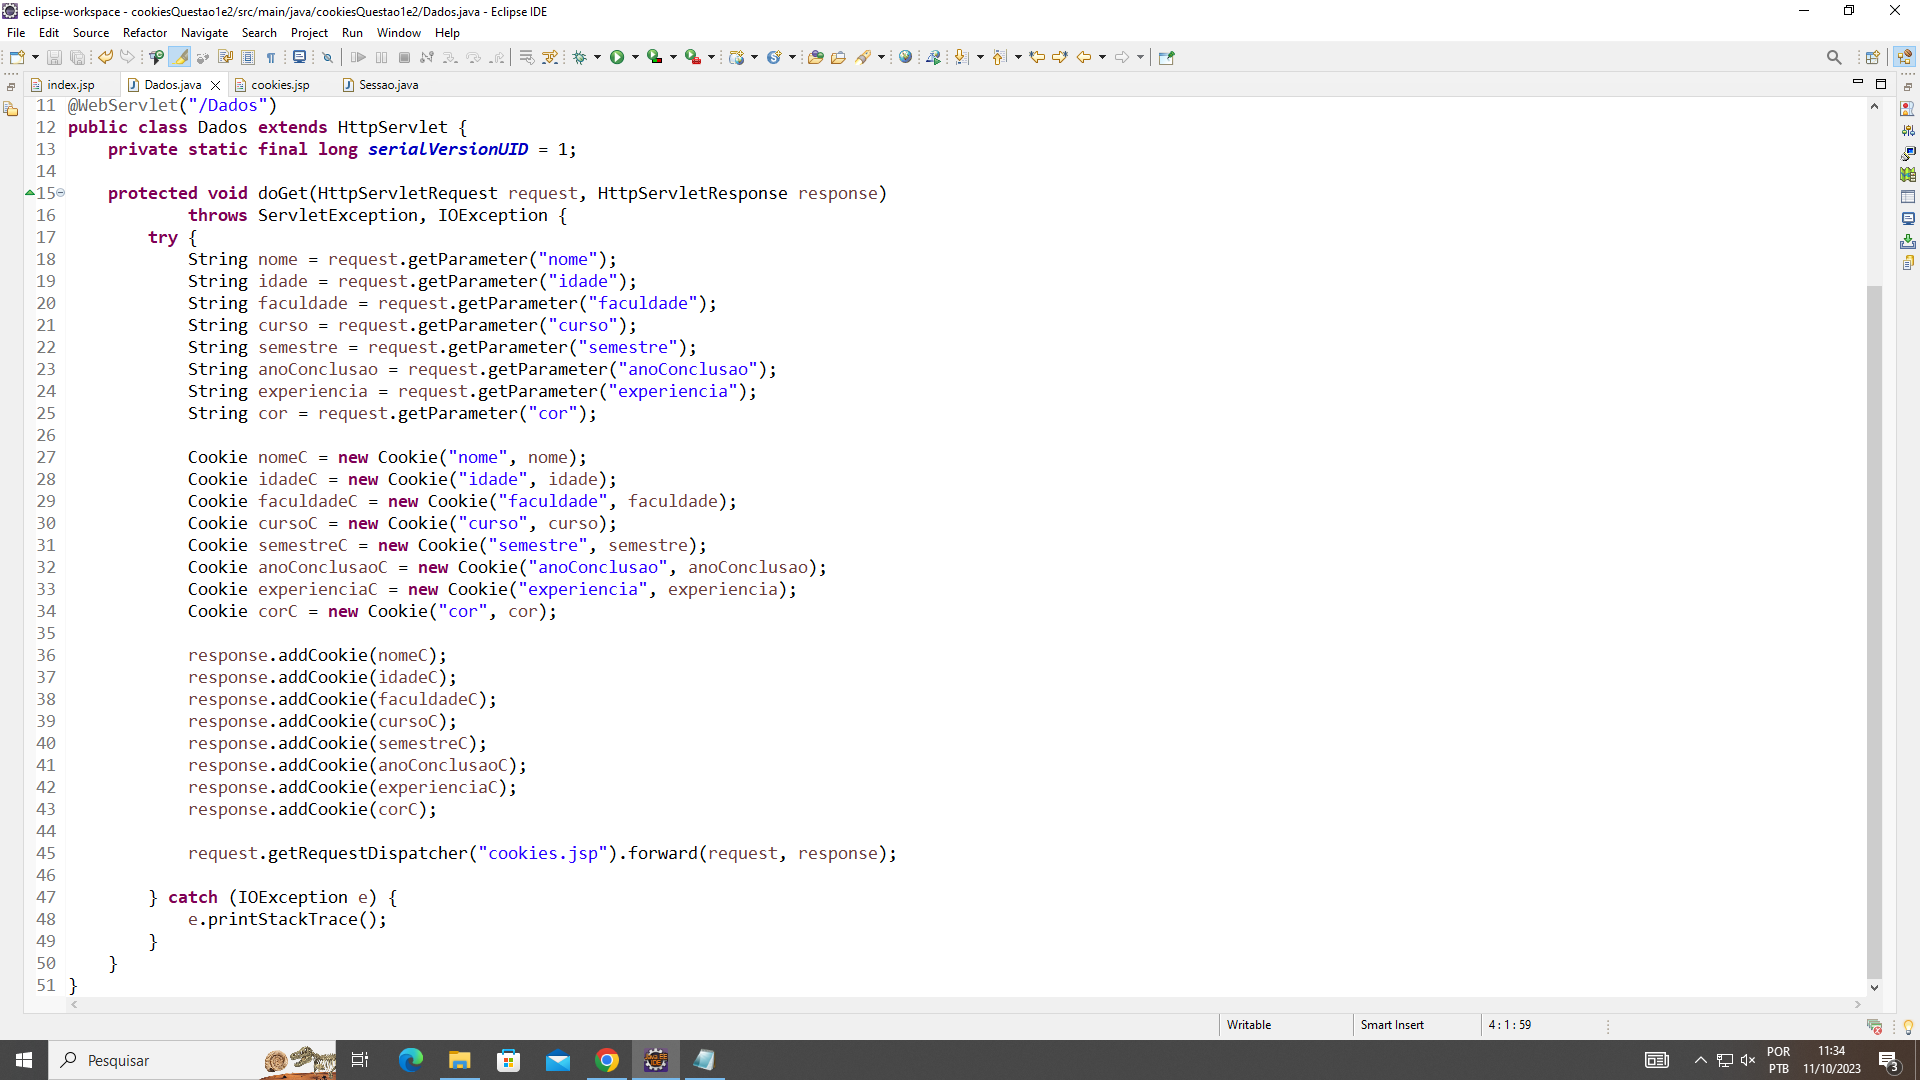 eclipse-workspace - cookiesQuestao1e2/src/main/java/cookiesQuestao1e2/Dados.java - Eclipse IDE
File Edit Source Refactor Navigate Search Project Run Window Help
index.jsp Dados.java cookies.jsp Sessao.java
11 @WebServlet("/Dados")
12 public class Dados extends HttpServlet {
13     private static final long serialVersionUID = 1;
14
15     protected void doGet(HttpServletRequest request, HttpServletResponse response)
16             throws ServletException, IOException {
17         try {
18             String nome = request.getParameter("nome");
19             String idade = request.getParameter("idade");
20             String faculdade = request.getParameter("faculdade");
21             String curso = request.getParameter("curso");
22             String semestre = request.getParameter("semestre");
23             String anoConclusao = request.getParameter("anoConclusao");
24             String experiencia = request.getParameter("experiencia");
25             String cor = request.getParameter("cor");
26
27             Cookie nomeC = new Cookie("nome", nome);
28             Cookie idadeC = new Cookie("idade", idade);
29             Cookie faculdadeC = new Cookie("faculdade", faculdade);
30             Cookie cursoC = new Cookie("curso", curso);
31             Cookie semestreC = new Cookie("semestre", semestre);
32             Cookie anoConclusaoC = new Cookie("anoConclusao", anoConclusao);
33             Cookie experienciaC = new Cookie("experiencia", experiencia);
34             Cookie corC = new Cookie("cor", cor);
35
36             response.addCookie(nomeC);
37             response.addCookie(idadeC);
38             response.addCookie(faculdadeC);
39             response.addCookie(cursoC);
40             response.addCookie(semestreC);
41             response.addCookie(anoConclusaoC);
42             response.addCookie(experienciaC);
43             response.addCookie(corC);
44
45             request.getRequestDispatcher("cookies.jsp").forward(request, response);
46
47         } catch (IOException e) {
48             e.printStackTrace();
49         }
50     }
51 }
Writable Smart Insert 4 : 1 : 59
Pesquisar
POR 11:34
PTB 11/10/2023 3